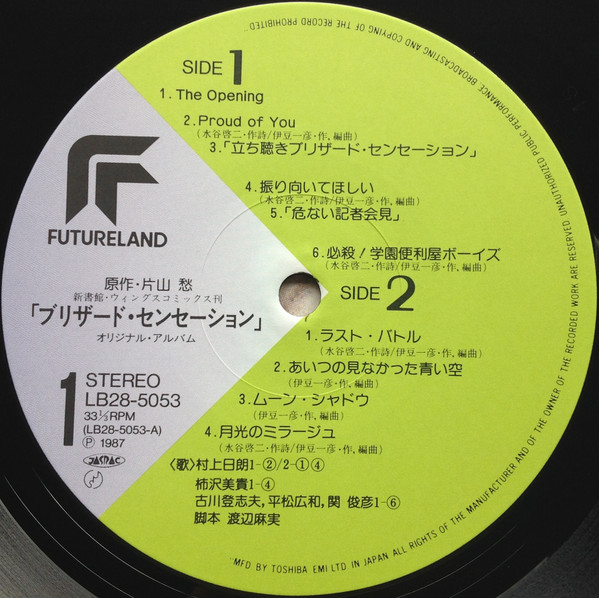 SIDE 1
1. The Opening
2. Proud of You
(水谷啓二・作詩/伊豆一彦・作, 編曲)
3.「立ち聴きブリザード・センセーション」
4. 振り向いてほしい
(水谷啓二・作詩/伊豆一彦・作, 編曲)
5.「危ない記者会見」
6. 必殺!学園便利屋ボーイズ
(水谷啓二・作詩/伊豆一彦・作, 編曲)
SIDE 2
1. ラスト・バトル
(水谷啓二・作詩/伊豆一彦・作, 編曲)
2. あいつの見なかった青い空
(伊豆一彦・作, 編曲)
3. ムーン・シャドウ
(伊豆一彦・作, 編曲)
4. 月光のミラージュ
(水谷啓二・作詩/伊豆一彦・作, 編曲)
〈歌〉村上日朗1-②/2-①④
柿沢美貴1-④
古川登志夫, 平松広和, 関 俊彦1-⑥
脚本 渡辺麻実
FUTURELAND
原作・片山 愁
新書館・ウィングスコミックス刊
「ブリザード・センセーション」
オリジナル・アルバム
1
STEREO
LB28-5053
33⅓RPM
(LB28-5053-A)
Ⓟ 1987
JASRAC
"MFD BY TOSHIBA EMI LTD IN JAPAN ALL RIGHTS OF THE MANUFACTURER AND OF THE OWNER OF THE RECORDED WORK ARE RESERVED UNAUTHORIZED PUBLIC PERFORMANCE BROADCASTING AND COPYING OF THE RECORD PROHIBITED"